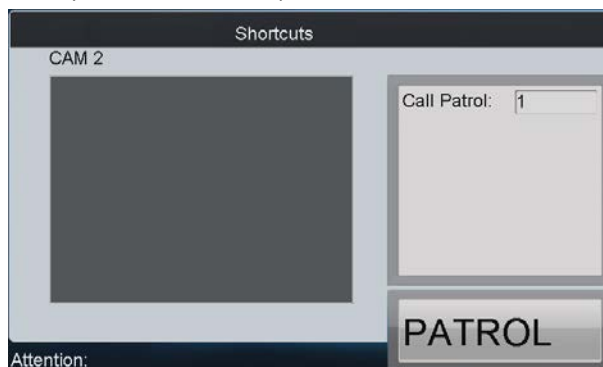 Shortcuts
CAM 2
Call Patrol: 1
PATROL
Attention: